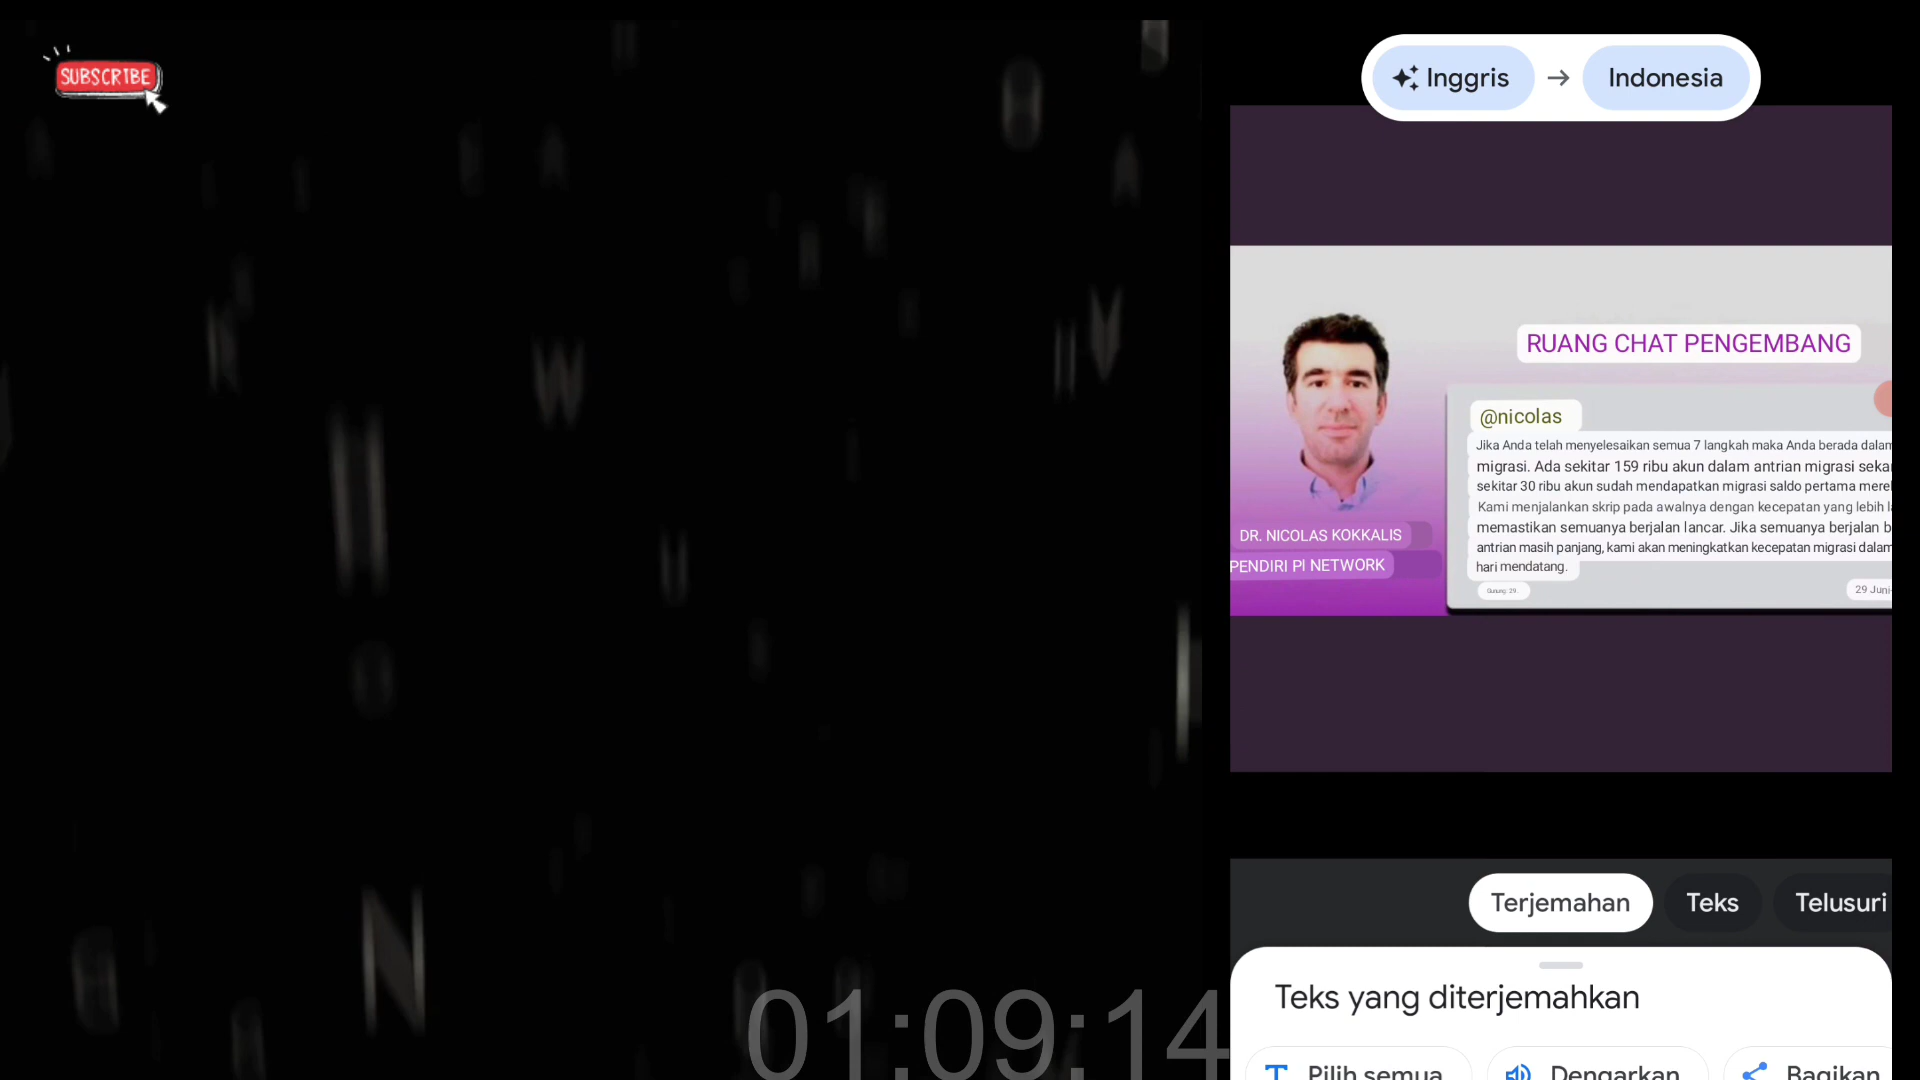 SUBSCRIBE
Inggris → Indonesia
RUANG CHAT PENGEMBANG
@nicolas
Jika Anda telah menyelesaikan semua 7 langkah maka Anda berada dalam
migrasi. Ada sekitar 159 ribu akun dalam antrian migrasi
sekitar 30 ribu akun sudah mendapatkan migrasi saldo pertama
Kami menjalankan skrip pada awalnya dengan kecepatan yang lebih
memastikan semuanya berjalan lancar. Jika semuanya berjalan
antrian masih panjang, kami akan meningkatkan kecepatan migrasi dalam
hari mendatang.
29 Juni
DR. NICOLAS KOKKALIS
PENDIRI PI NETWORK
Terjemahan Teks Telusuri
Teks yang diterjemahkan
Pilih semua Dengarkan Bagikan
01:09:14
W
V
N